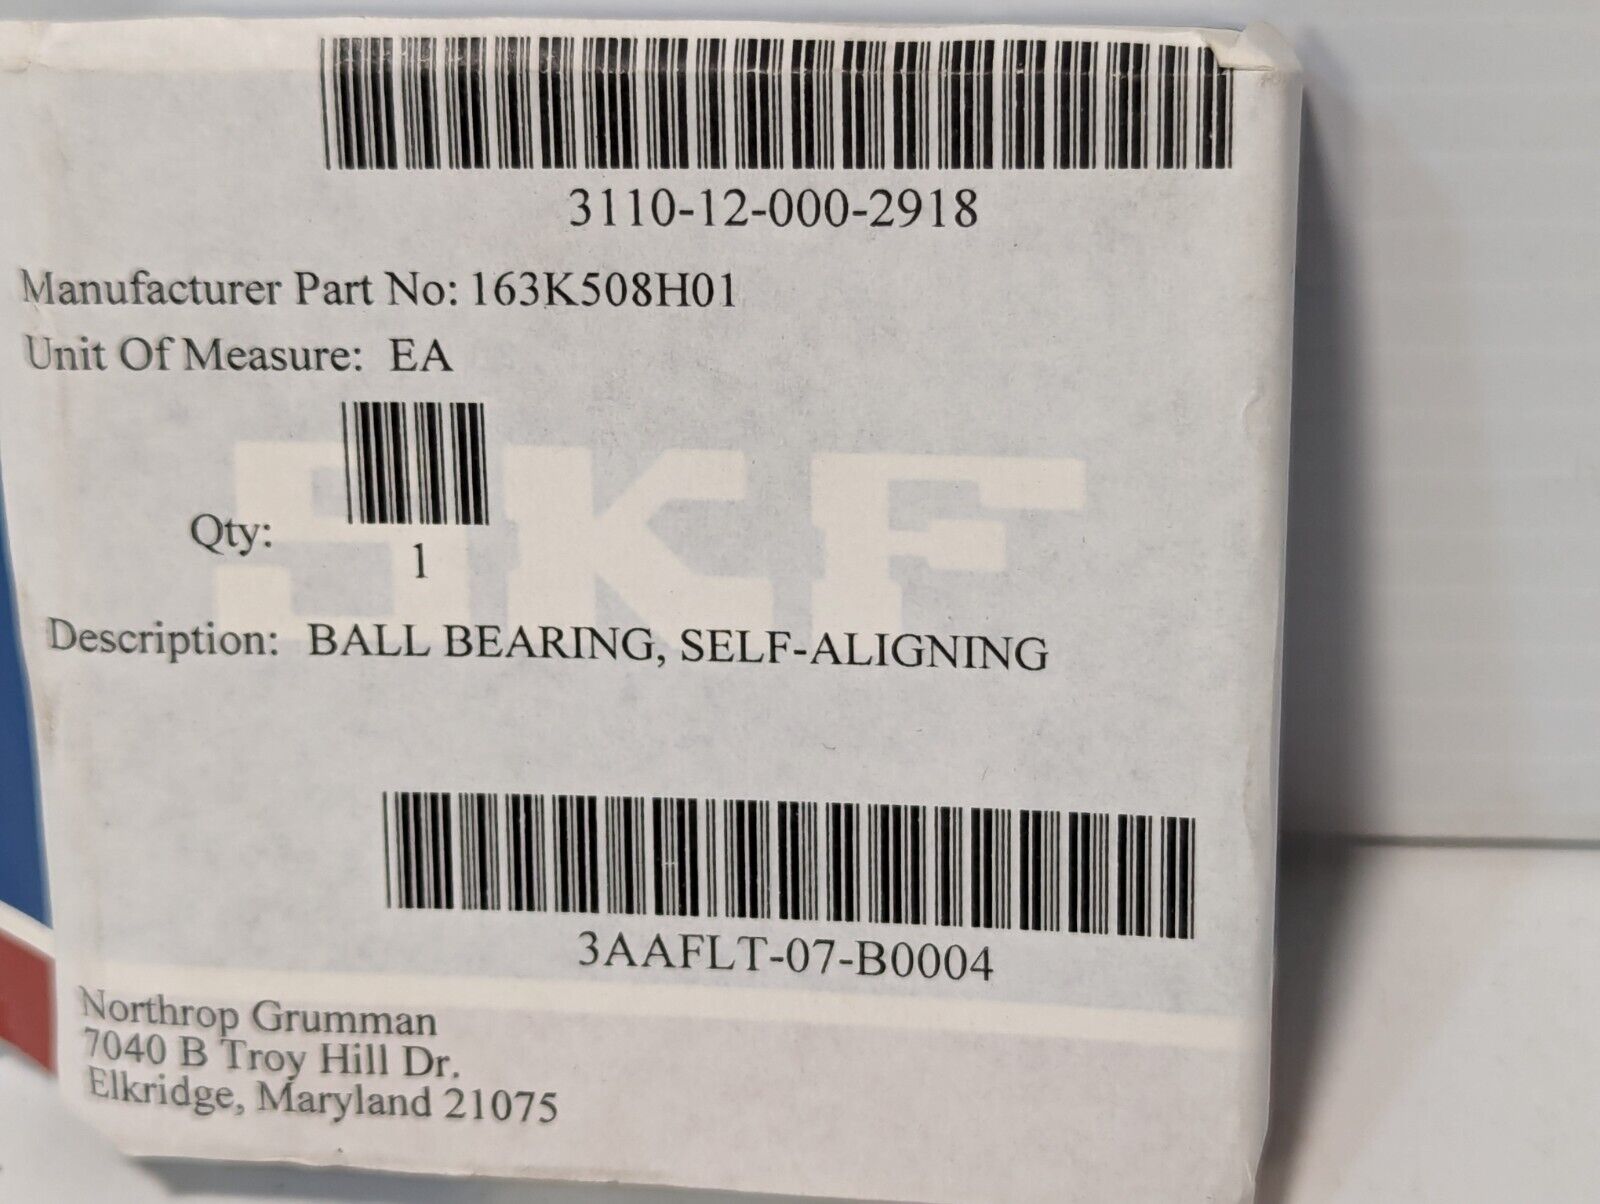 3110-12-000-2918
Manufacturer Part No: 163K508H01
Unit Of Measure: EA
Qty:
1
SKF
Description: BALL BEARING, SELF-ALIGNING
3AAFLT-07-B0004
Northrop Grumman
7040 B Troy Hill Dr.
Elkridge, Maryland 21075